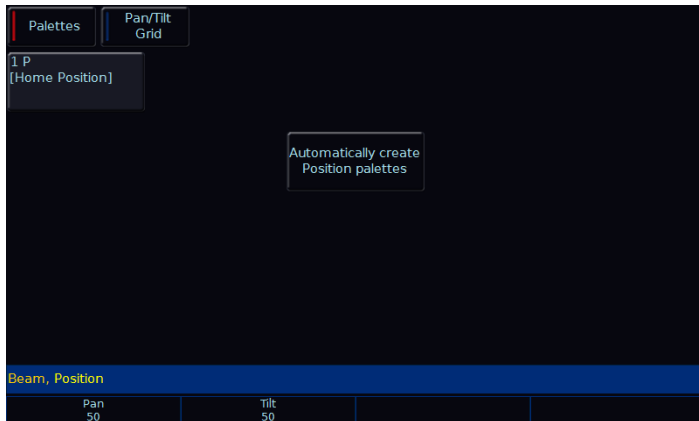 Palettes
Pan/Tilt
Grid
1 P
[Home Position]
Automatically create
Position palettes
Beam, Position
Pan
50
Tilt
50